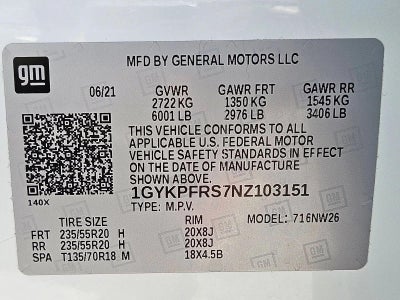 gm
MFD BY GENERAL MOTORS LLC
06/21 GVWR GAWR FRT GAWR RR
2722 KG 1350 KG 1545 KG
6001 LB 2976 LB 3406 LB
THIS VEHICLE CONFORMS TO ALL
APPLICABLE U.S. FEDERAL MOTOR
VEHICLE SAFETY STANDARDS IN EFFECT
ON THE DATE OF MANUFACTURE
SHOWN ABOVE.
1GYKPFRS7NZ103151
140X TYPE: M.P.V.
TIRE SIZE RIM MODEL: 716NW26
FRT 235/55R20 H 20X8J
RR 235/55R20 H 20X8J
SPA T135/70R18 M 18X4.5B